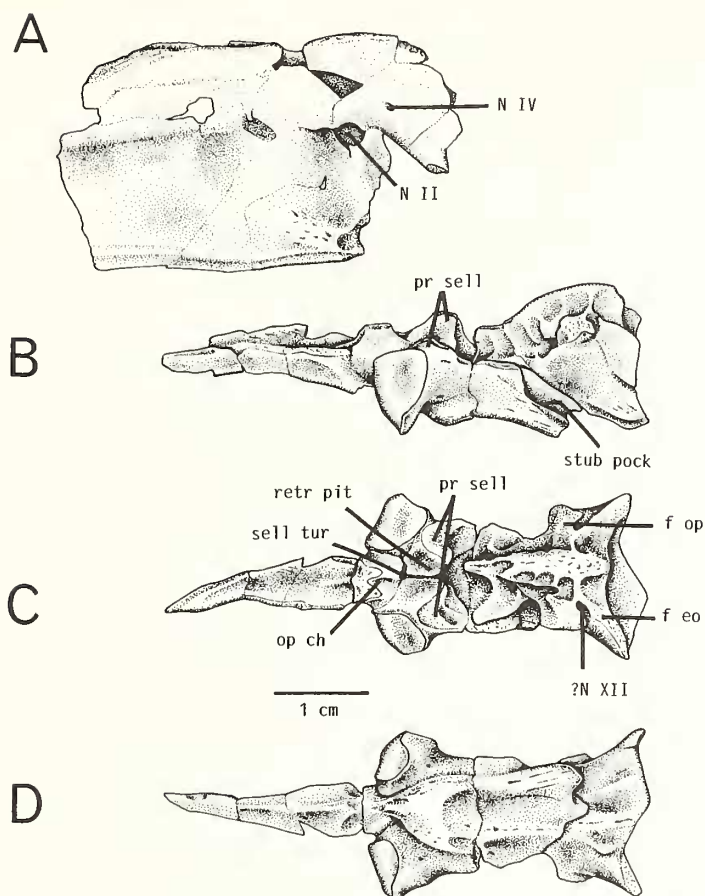 A
N IV
N II
pr sell
B
stub pock
retr pit
pr sell
sell tur
f op
C
op ch
f eo
?N XII
1 cm
D